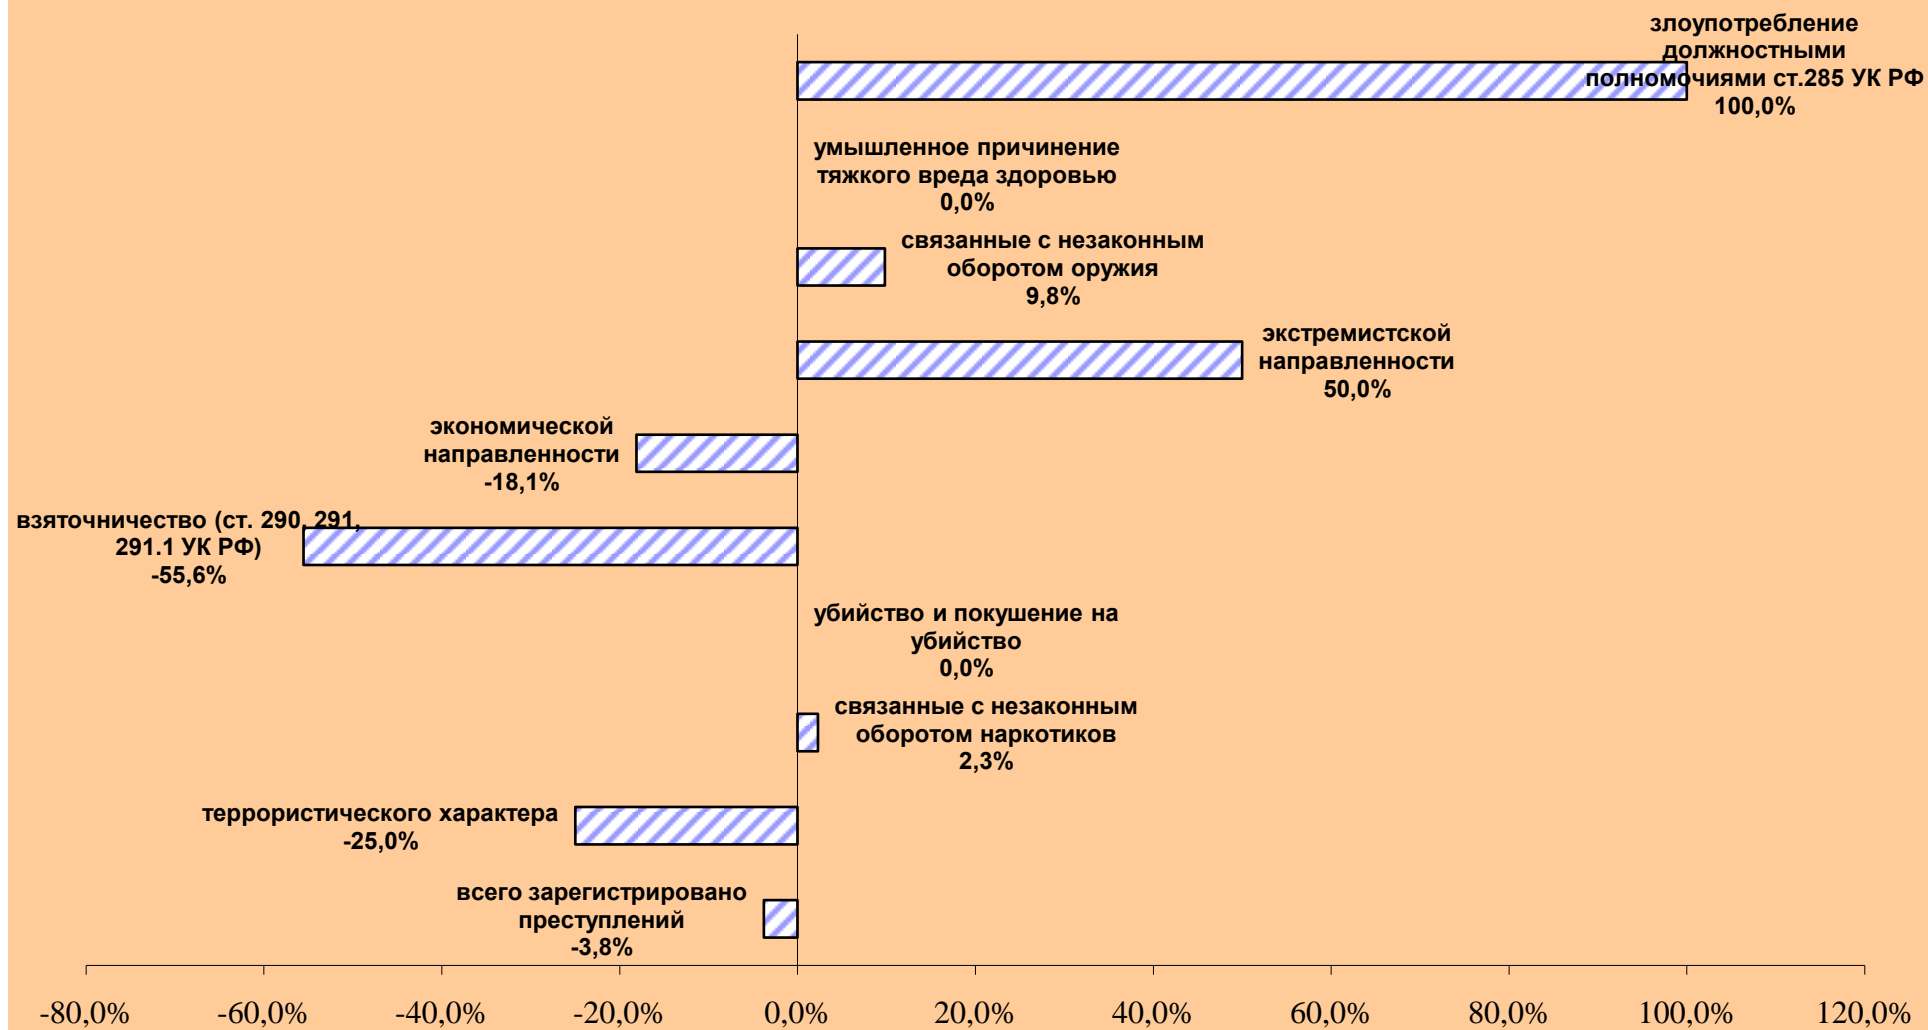 злоупотребление
должностными
полномочиями ст.285 УК РФ
100,0%
умышленное причинение
тяжкого вреда здоровью
0,0%
связанные с незаконным
оборотом оружия
9,8%
экстремистской
направленности
50,0%
экономической
направленности
-18,1%
взяточничество (ст. 290, 291,
291.1 УК РФ)
-55,6%
убийство и покушение на
убийство
0,0%
связанные с незаконным
оборотом наркотиков
2,3%
террористического характера
-25,0%
всего зарегистрировано
преступлений
-3,8%
-80,0% -60,0% -40,0% -20,0% 0,0% 20,0% 40,0% 60,0% 80,0% 100,0% 120,0%